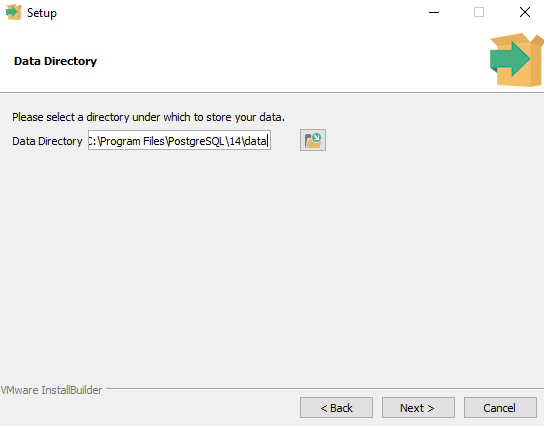 Setup
Data Directory
Please select a directory under which to store your data.
Data Directory C:\Program Files\PostgreSQL\14\data
VMware InstallBuilder
< Back Next > Cancel